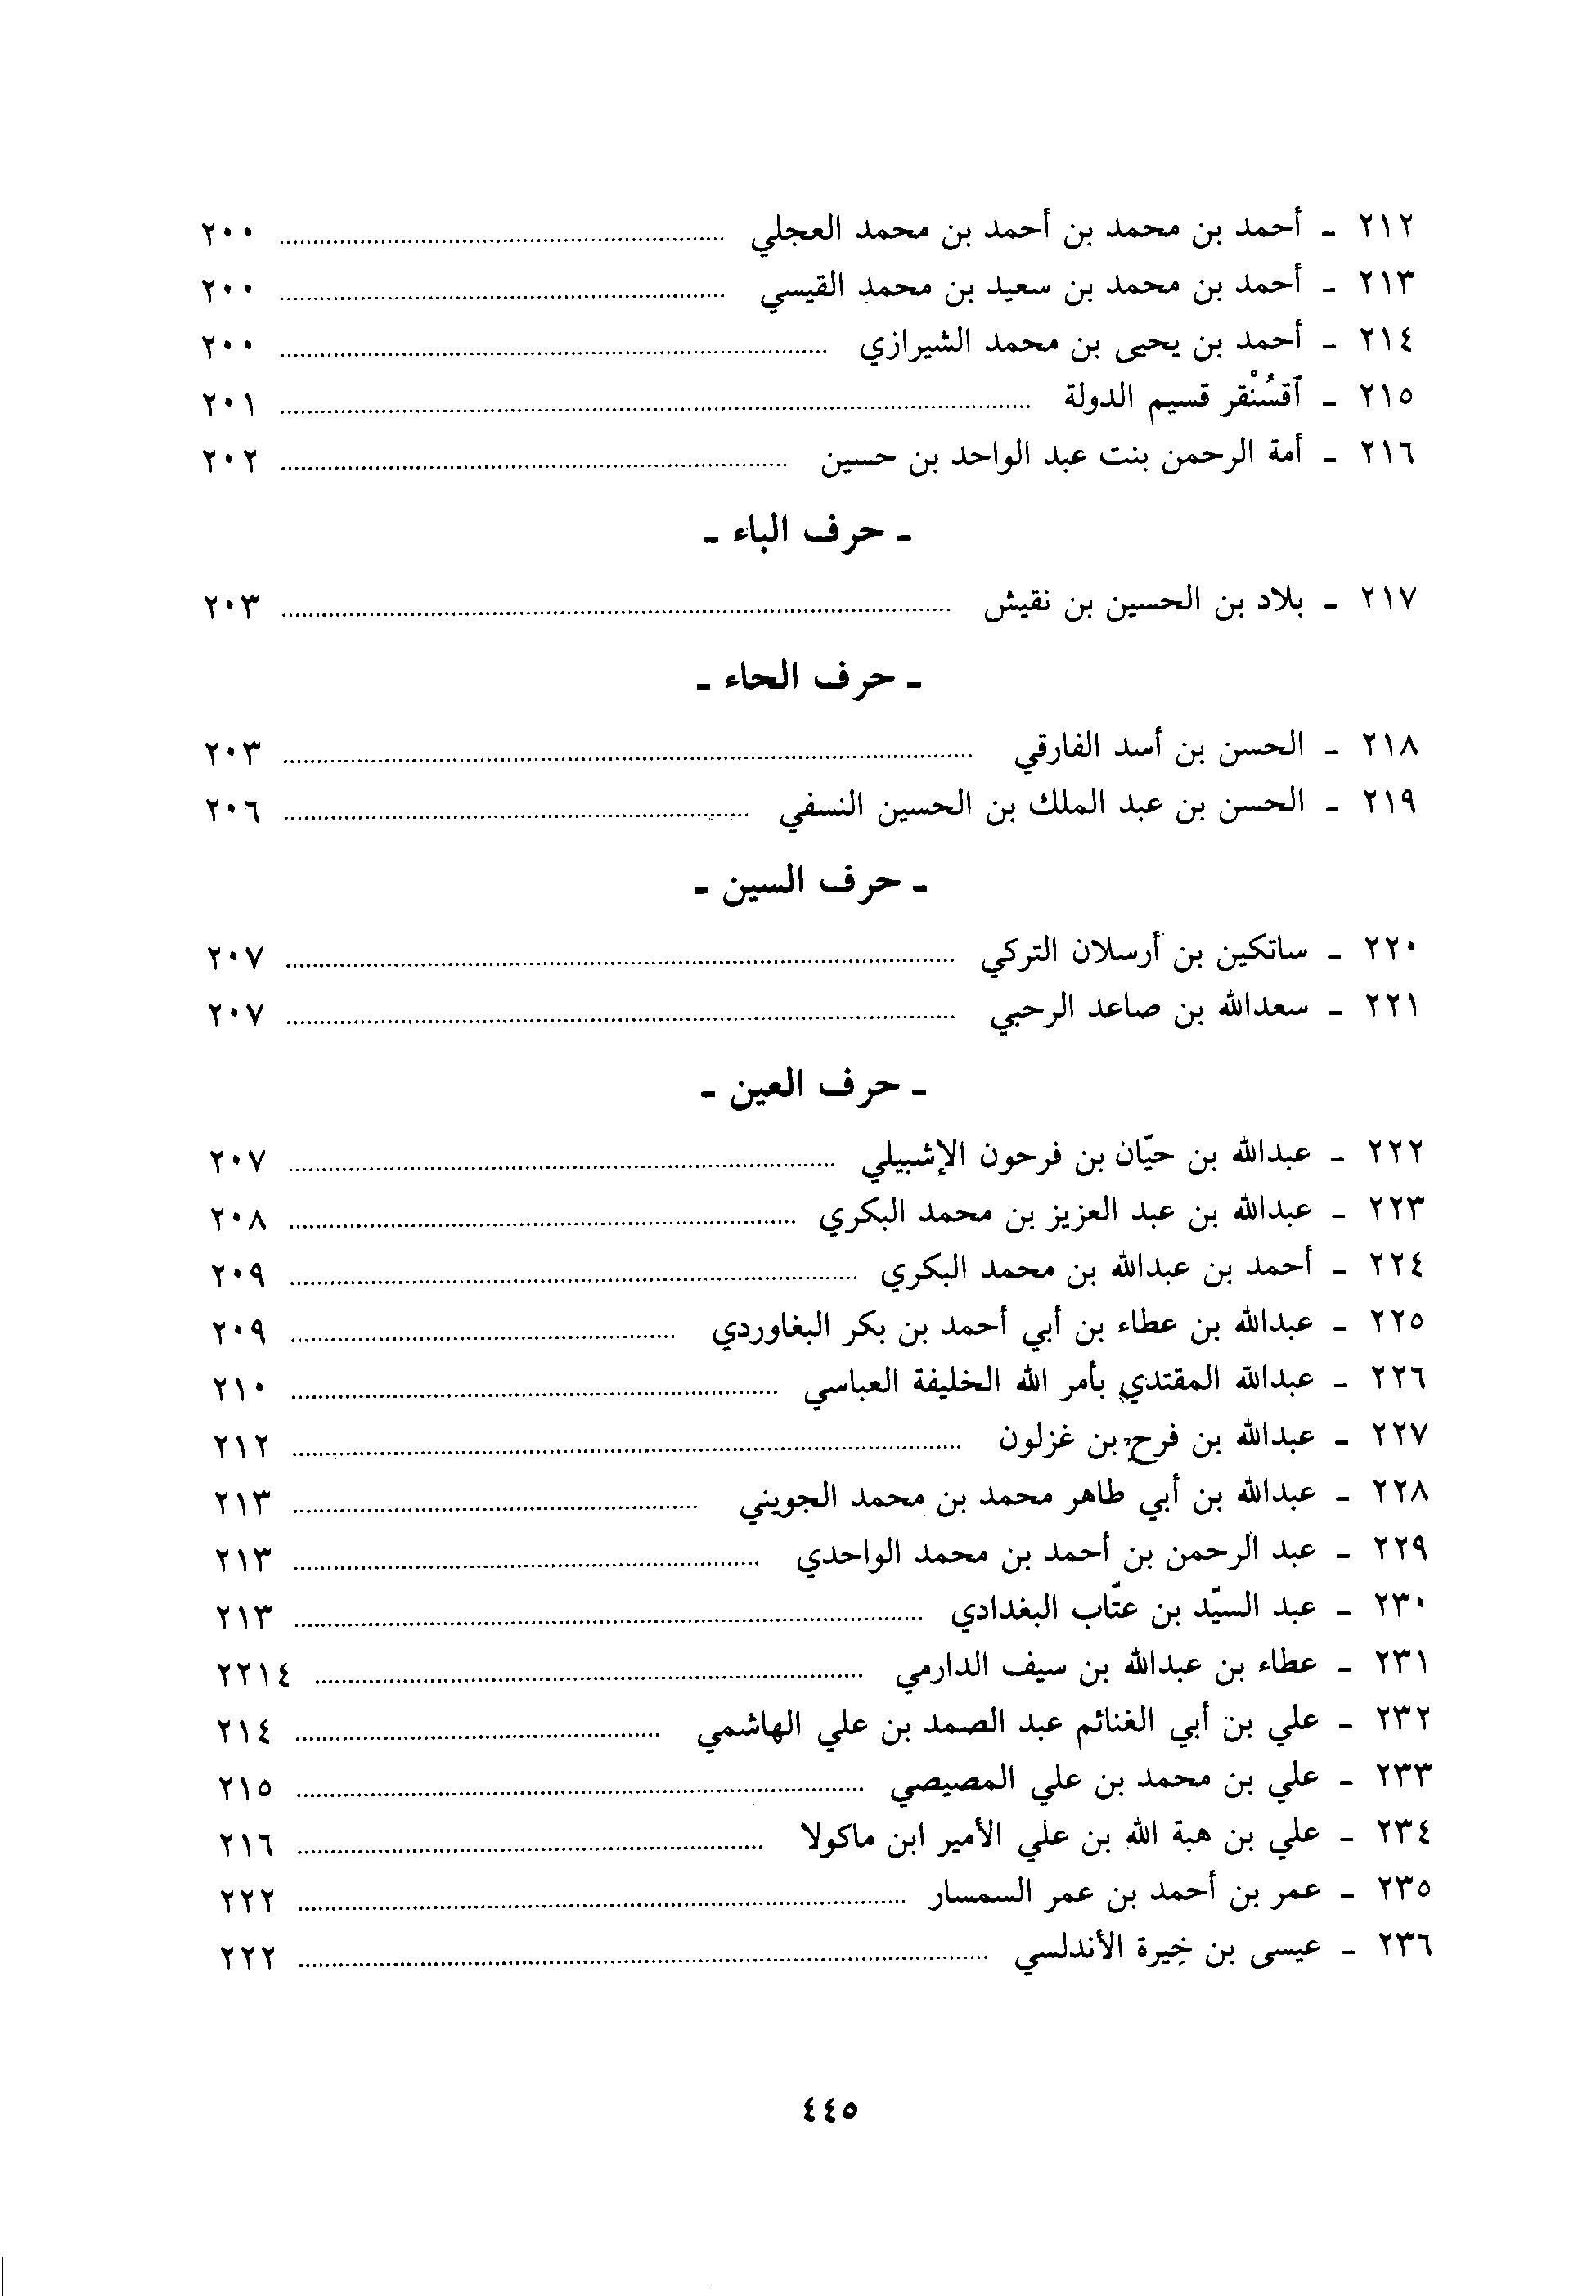 ٢١٢ - أحمد بن محمد بن أحمد بن محمد العجلي ........ ٢٠٠
٢١٣ - أحمد بن محمد بن سعيد بن محمد القيسي ........ ٢٠٠
٢١٤ - أحمد بن يحيى بن محمد الشيرازي ........ ٢٠٠
٢١٥ - آقسُنْقر قسيم الدولة ........ ٢٠١
٢١٦ - أمة الرحمن بنت عبد الواحد بن حسين ........ ٢٠٢
- حرف الباء -
٢١٧ - بلاد بن الحسين بن نقيش ........ ٢٠٣
- حرف الحاء -
٢١٨ - الحسن بن أسد الفارقي ........ ٢٠٣
٢١٩ - الحسن بن عبد الملك بن الحسين النسفي ........ ٢٠٦
- حرف السين -
٢٢٠ - ساتكين بن أرسلان التركي ........ ٢٠٧
٢٢١ - سعدالله بن صاعد الرحبي ........ ٢٠٧
- حرف العين -
٢٢٢ - عبدالله بن حيّان بن فرحون الإشبيلي ........ ٢٠٧
٢٢٣ - عبدالله بن عبد العزيز بن محمد البكري ........ ٢٠٨
٢٢٤ - أحمد بن عبدالله بن محمد البكري ........ ٢٠٩
٢٢٥ - عبدالله بن عطاء بن أبي أحمد بن بكر البغاوردي ........ ٢٠٩
٢٢٦ - عبدالله المقتدي بأمر الله الخليفة العباسي ........ ٢١٠
٢٢٧ - عبدالله بن فرح بن غزلون ........ ٢١٢
٢٢٨ - عبدالله بن أبي طاهر محمد بن محمد الجويني ........ ٢١٣
٢٢٩ - عبد الرحمن بن أحمد بن محمد الواحدي ........ ٢١٣
٢٣٠ - عبد السيّد بن عتّاب البغدادي ........ ٢١٣
٢٣١ - عطاء بن عبدالله بن سيف الدارمي ........ ٢٢١٤
٢٣٢ - علي بن أبي الغنائم عبد الصمد بن علي الهاشمي ........ ٢١٤
٢٣٣ - علي بن محمد بن علي المصيصي ........ ٢١٥
٢٣٤ - علي بن هبة الله بن علي الأمير ابن ماكولا ........ ٢١٦
٢٣٥ - عمر بن أحمد بن عمر السمسار ........ ٢٢٢
٢٣٦ - عيسى بن خِيرة الأندلسي ........ ٢٢٢
٤٤٥